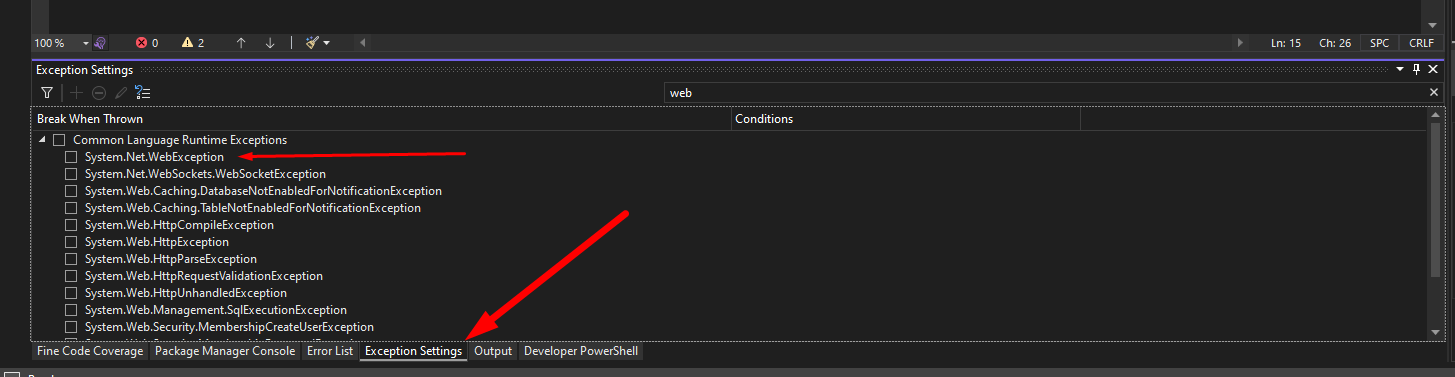 100 %
0
2
Ln: 15
Ch: 26
SPC
CRLF
Exception Settings
web
Break When Thrown
Conditions
Common Language Runtime Exceptions
System.Net.WebException
System.Net.WebSockets.WebSocketException
System.Web.Caching.DatabaseNotEnabledForNotificationException
System.Web.Caching.TableNotEnabledForNotificationException
System.Web.HttpCompileException
System.Web.HttpException
System.Web.HttpParseException
System.Web.HttpRequestValidationException
System.Web.HttpUnhandledException
System.Web.Management.SqlExecutionException
System.Web.Security.MembershipCreateUserException
Fine Code Coverage
Package Manager Console
Error List
Exception Settings
Output
Developer PowerShell